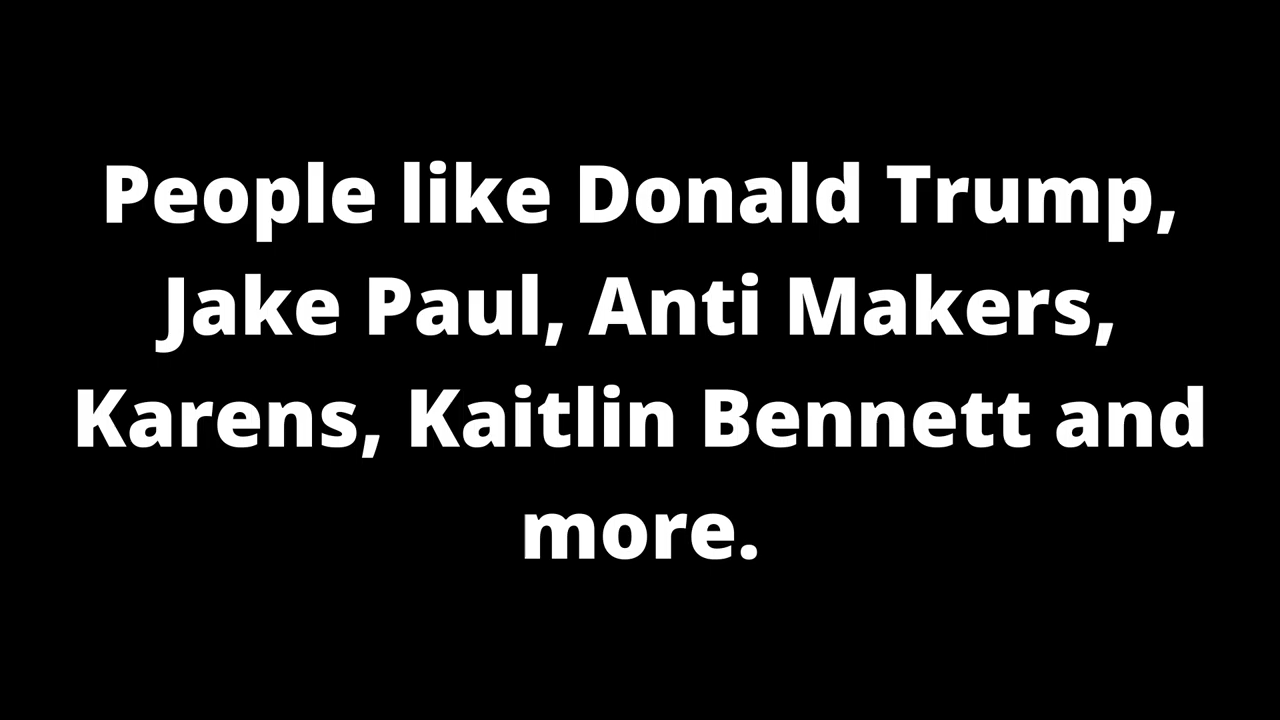 People like Donald Trump,
Jake Paul, Anti Makers,
Karens, Kaitlin Bennett and
more.